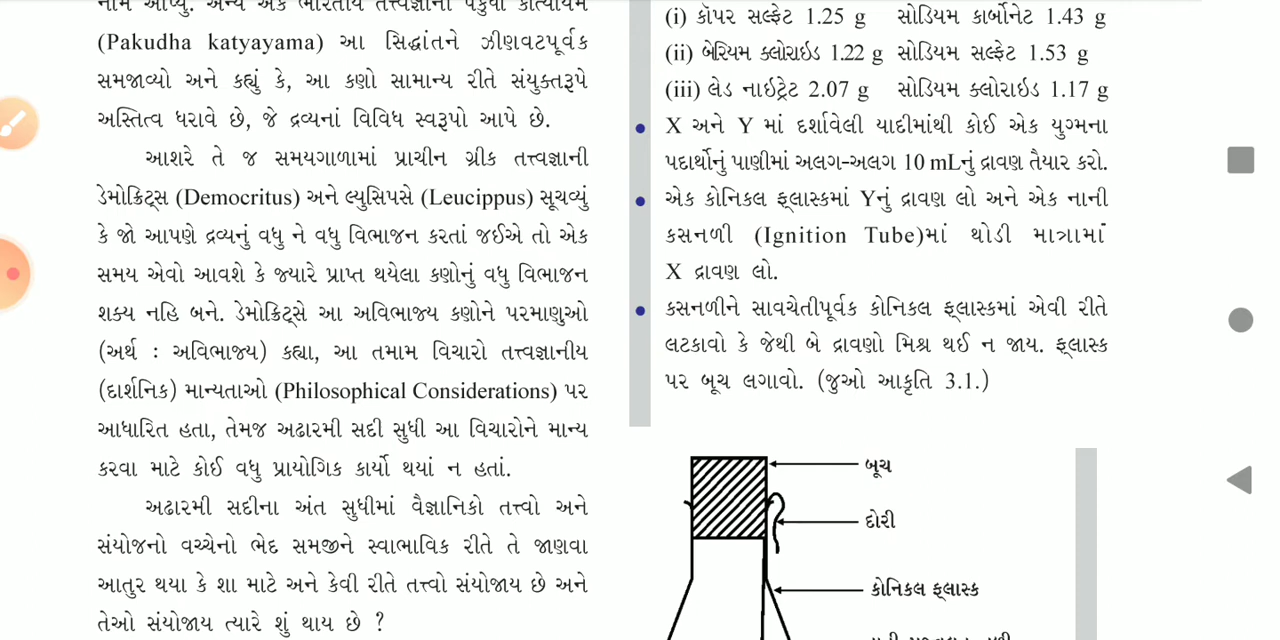 (Pakudha katyayama) આ સિદ્ધાંતને ઝીણવટપૂર્વક
સમજાવ્યો અને કહ્યું કે, આ કણો સામાન્ય રીતે સંયુક્તરૂપે
અસ્તિત્વ ધરાવે છે, જે દ્રવ્યનાં વિવિધ સ્વરૂપો આપે છે.
આશરે તે જ સમયગાળામાં પ્રાચીન ગ્રીક તત્ત્વજ્ઞાની
ડેમોક્રિટ્સ (Democritus) અને લ્યુસિપસે (Leucippus) સૂચવ્યું
કે જો આપણે દ્રવ્યનું વધુ ને વધુ વિભાજન કરતાં જઈએ તો એક
સમય એવો આવશે કે જ્યારે પ્રાપ્ત થયેલા કણોનું વધુ વિભાજન
શક્ય નહિ બને. ડેમોક્રિટ્સે આ અવિભાજ્ય કણોને પરમાણુઓ
(અર્થ : અવિભાજ્ય) કહ્યા, આ તમામ વિચારો તત્ત્વજ્ઞાનીય
(દાર્શનિક) માન્યતાઓ (Philosophical Considerations) પર
આધારિત હતા, તેમજ અઢારમી સદી સુધી આ વિચારોને માન્ય
કરવા માટે કોઈ વધુ પ્રાયોગિક કાર્યો થયાં ન હતાં.
અઢારમી સદીના અંત સુધીમાં વૈજ્ઞાનિકો તત્ત્વો અને
સંયોજનો વચ્ચેનો ભેદ સમજીને સ્વાભાવિક રીતે તે જાણવા
આતુર થયા કે શા માટે અને કેવી રીતે તત્ત્વો સંયોજાય છે અને
તેઓ સંયોજાય ત્યારે શું થાય છે ?
(i) કૉપર સલ્ફેટ 1.25 g સોડિયમ કાર્બોનેટ 1.43 g
(ii) બેરિયમ ક્લોરાઇડ 1.22 g સોડિયમ સલ્ફેટ 1.53 g
(iii) લેડ નાઇટ્રેટ 2.07 g સોડિયમ ક્લોરાઇડ 1.17 g
• X અને Y માં દર્શાવેલી યાદીમાંથી કોઈ એક યુગ્મના
પદાર્થોનું પાણીમાં અલગ-અલગ 10 mLનું દ્રાવણ તૈયાર કરો.
• એક કોનિકલ ફ્લાસ્કમાં Yનું દ્રાવણ લો અને એક નાની
કસનળી (Ignition Tube)માં થોડી માત્રામાં
X દ્રાવણ લો.
• કસનળીને સાવચેતીપૂર્વક કોનિકલ ફ્લાસ્કમાં એવી રીતે
લટકાવો કે જેથી બે દ્રાવણો મિશ્ર થઈ ન જાય. ફ્લાસ્ક
પર બૂચ લગાવો. (જુઓ આકૃતિ 3.1.)
બૂચ
દોરી
કોનિકલ ફ્લાસ્ક